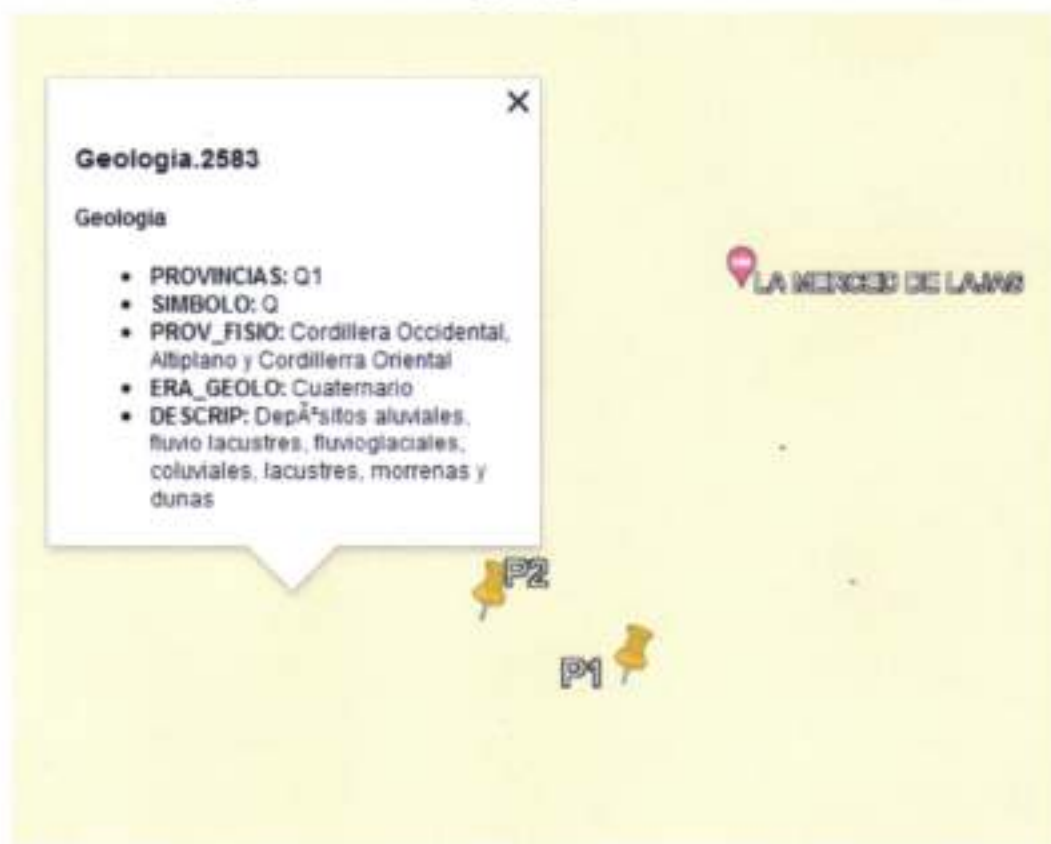 Geologia.2583
Geologia
• PROVINCIAS: Q1
• SIMBOLO: Q
• PROV_FISIO: Cordillera Occidental,
Altiplano y Cordillerra Oriental
• ERA_GEOLO: Cuaternario
• DESCRIP: DepÃªsitos aluviales,
fluvio lacustres, fluvioglaciales,
coluviales, lacustres, morrenas y
dunas
LA MERCED DE LAJAS
P2
P1